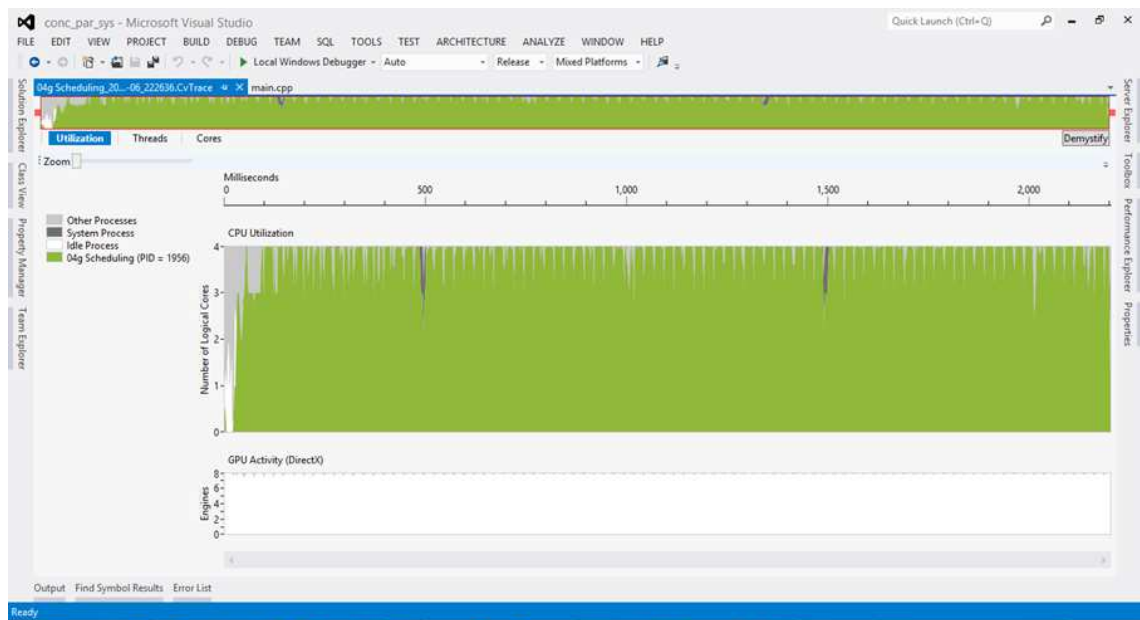 conc_par_sys - Microsoft Visual Studio
Quick Launch (Ctrl+Q)
FILE EDIT VIEW PROJECT BUILD DEBUG TEAM SQL TOOLS TEST ARCHITECTURE ANALYZE WINDOW HELP
Local Windows Debugger Auto Release Mixed Platforms
04g Scheduling_20...-06_222636.CvTrace main.cpp
Utilization Threads Cores
Demystify
Zoom
Milliseconds
0 500 1,000 1,500 2,000
Other Processes
System Process
Idle Process
04g Scheduling (PID = 1956)
CPU Utilization
Number of Logical Cores
4
3
2
1
0
GPU Activity (DirectX)
Engines
8
6
4
2
0
Solution Explorer
Class View
Property Manager
Team Explorer
Server Explorer
Toolbox
Performance Explorer
Properties
Output Find Symbol Results Error List
Ready